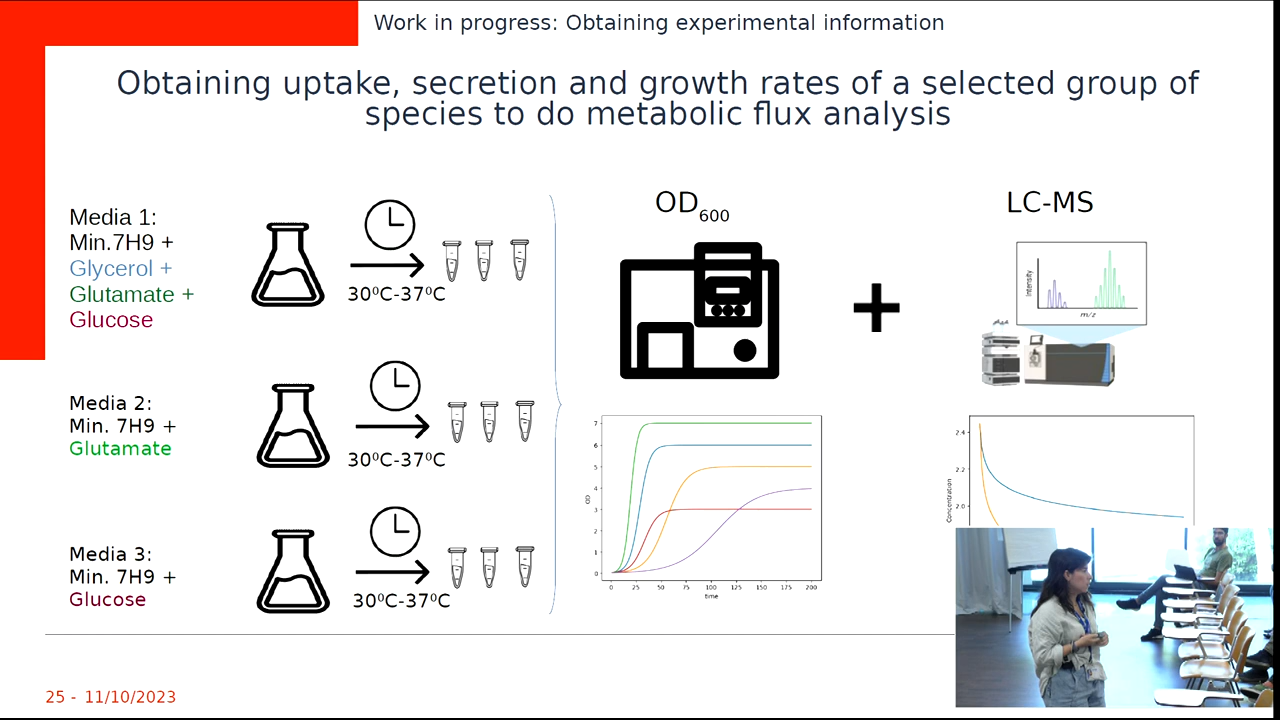 Work in progress: Obtaining experimental information
Obtaining uptake, secretion and growth rates of a selected group of
species to do metabolic flux analysis
Media 1:
Min.7H9 +
Glycerol +
Glutamate +
Glucose
30ºC-37ºC
Media 2:
Min. 7H9 +
Glutamate
30ºC-37ºC
Media 3:
Min. 7H9 +
Glucose
30ºC-37ºC
OD600
LC-MS
Intensity
m/z
7
6
5
4
3
2
1
0
OD
0 25 50 75 100 125 150 175 200
time
2.4
2.2
2.0
Concentration
25 - 11/10/2023